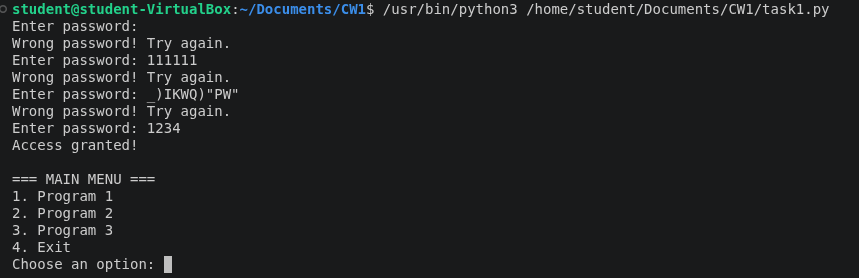 student@student-VirtualBox:~/Documents/CW1$ /usr/bin/python3 /home/student/Documents/CW1/task1.py
Enter password:
Wrong password! Try again.
Enter password: 111111
Wrong password! Try again.
Enter password: _)IKWQ)"PW"
Wrong password! Try again.
Enter password: 1234
Access granted!

=== MAIN MENU ===
1. Program 1
2. Program 2
3. Program 3
4. Exit
Choose an option: